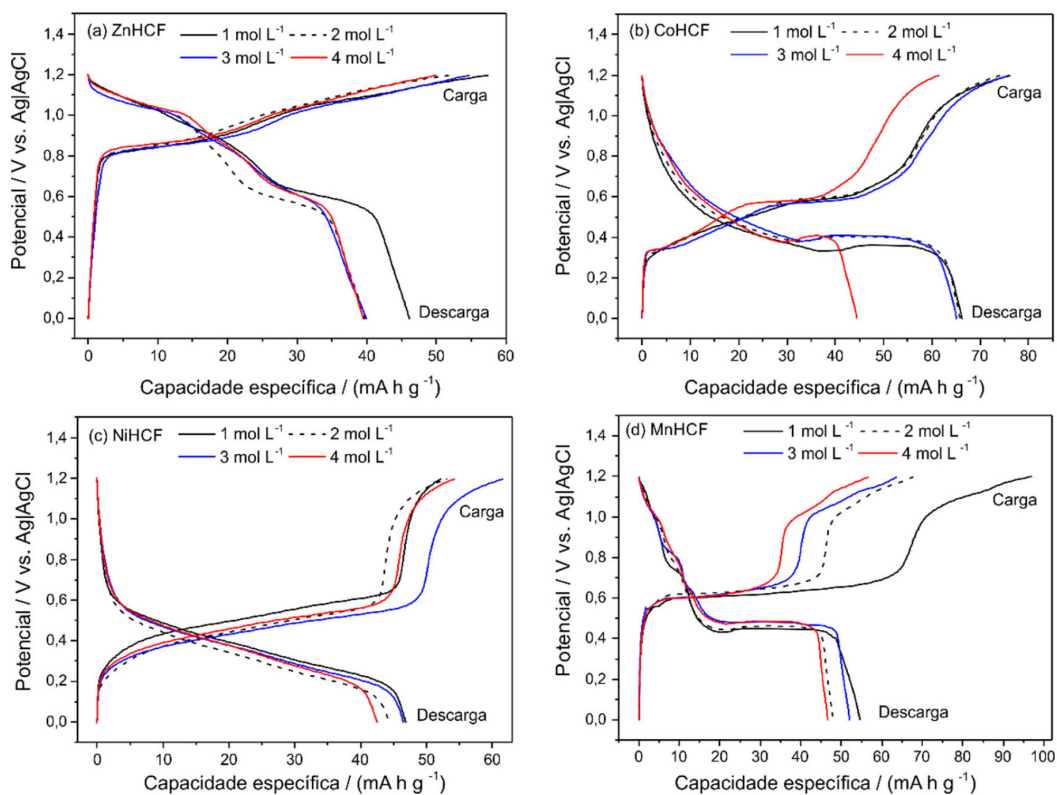 (a) ZnHCF
1 mol L⁻¹ 2 mol L⁻¹
3 mol L⁻¹ 4 mol L⁻¹
Carga
Descarga
Potencial / V vs. Ag|AgCl
1,4
1,2
1,0
0,8
0,6
0,4
0,2
0,0
0 10 20 30 40 50 60
Capacidade específica / (mA h g⁻¹)
(b) CoHCF
1 mol L⁻¹ 2 mol L⁻¹
3 mol L⁻¹ 4 mol L⁻¹
Carga
Descarga
Potencial / V vs. Ag|AgCl
1,4
1,2
1,0
0,8
0,6
0,4
0,2
0,0
0 10 20 30 40 50 60 70 80
Capacidade específica / (mA h g⁻¹)
(c) NiHCF
1 mol L⁻¹ 2 mol L⁻¹
3 mol L⁻¹ 4 mol L⁻¹
Carga
Descarga
Potencial / V vs. Ag|AgCl
1,4
1,2
1,0
0,8
0,6
0,4
0,2
0,0
0 10 20 30 40 50 60
Capacidade específica / (mA h g⁻¹)
(d) MnHCF
1 mol L⁻¹ 2 mol L⁻¹
3 mol L⁻¹ 4 mol L⁻¹
Carga
Descarga
Potencial / V vs. Ag|AgCl
1,4
1,2
1,0
0,8
0,6
0,4
0,2
0,0
0 10 20 30 40 50 60 70 80 90 100
Capacidade específica / (mA h g⁻¹)